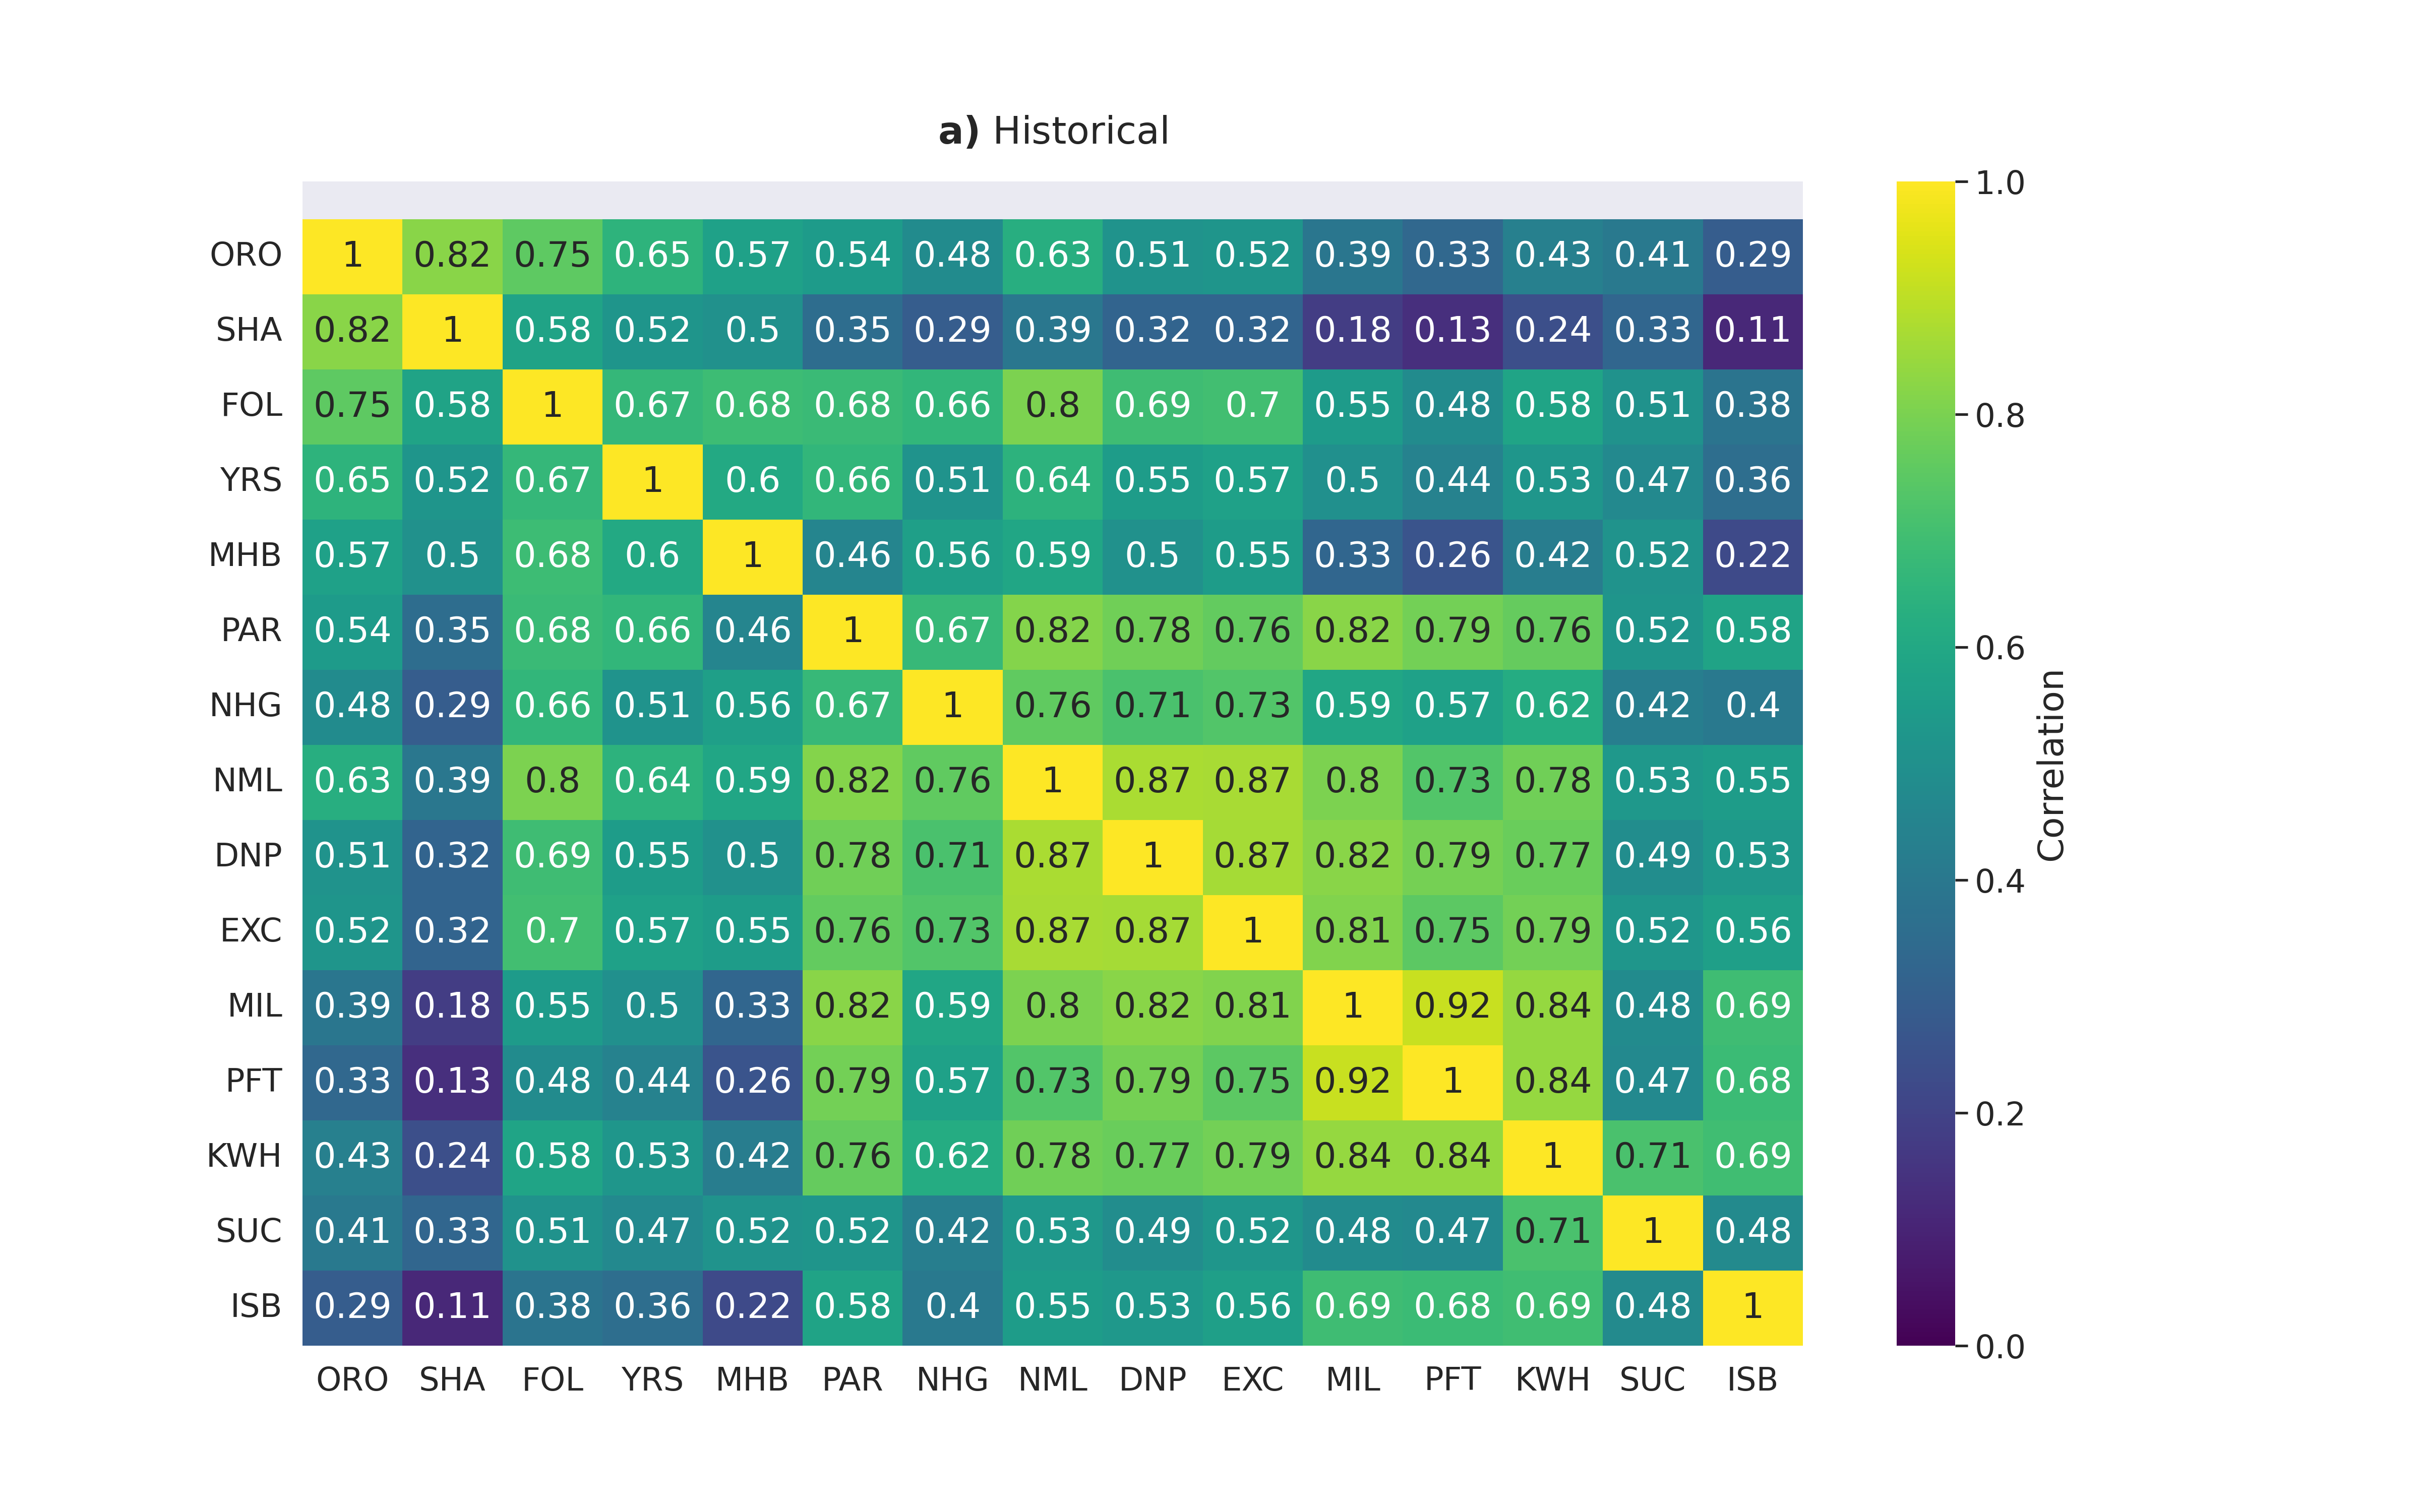 a) Historical
ORO 1 0.82 0.75 0.65 0.57 0.54 0.48 0.63 0.51 0.52 0.39 0.33 0.43 0.41 0.29
SHA 0.82 1 0.58 0.52 0.5 0.35 0.29 0.39 0.32 0.32 0.18 0.13 0.24 0.33 0.11
FOL 0.75 0.58 1 0.67 0.68 0.68 0.66 0.8 0.69 0.7 0.55 0.48 0.58 0.51 0.38
YRS 0.65 0.52 0.67 1 0.6 0.66 0.51 0.64 0.55 0.57 0.5 0.44 0.53 0.47 0.36
MHB 0.57 0.5 0.68 0.6 1 0.46 0.56 0.59 0.5 0.55 0.33 0.26 0.42 0.52 0.22
PAR 0.54 0.35 0.68 0.66 0.46 1 0.67 0.82 0.78 0.76 0.82 0.79 0.76 0.52 0.58
NHG 0.48 0.29 0.66 0.51 0.56 0.67 1 0.76 0.71 0.73 0.59 0.57 0.62 0.42 0.4
NML 0.63 0.39 0.8 0.64 0.59 0.82 0.76 1 0.87 0.87 0.8 0.73 0.78 0.53 0.55
DNP 0.51 0.32 0.69 0.55 0.5 0.78 0.71 0.87 1 0.87 0.82 0.79 0.77 0.49 0.53
EXC 0.52 0.32 0.7 0.57 0.55 0.76 0.73 0.87 0.87 1 0.81 0.75 0.79 0.52 0.56
MIL 0.39 0.18 0.55 0.5 0.33 0.82 0.59 0.8 0.82 0.81 1 0.92 0.84 0.48 0.69
PFT 0.33 0.13 0.48 0.44 0.26 0.79 0.57 0.73 0.79 0.75 0.92 1 0.84 0.47 0.68
KWH 0.43 0.24 0.58 0.53 0.42 0.76 0.62 0.78 0.77 0.79 0.84 0.84 1 0.71 0.69
SUC 0.41 0.33 0.51 0.47 0.52 0.52 0.42 0.53 0.49 0.52 0.48 0.47 0.71 1 0.48
ISB 0.29 0.11 0.38 0.36 0.22 0.58 0.4 0.55 0.53 0.56 0.69 0.68 0.69 0.48 1
ORO SHA FOL YRS MHB PAR NHG NML DNP EXC MIL PFT KWH SUC ISB
1.0
0.8
0.6
0.4
0.2
0.0
Correlation